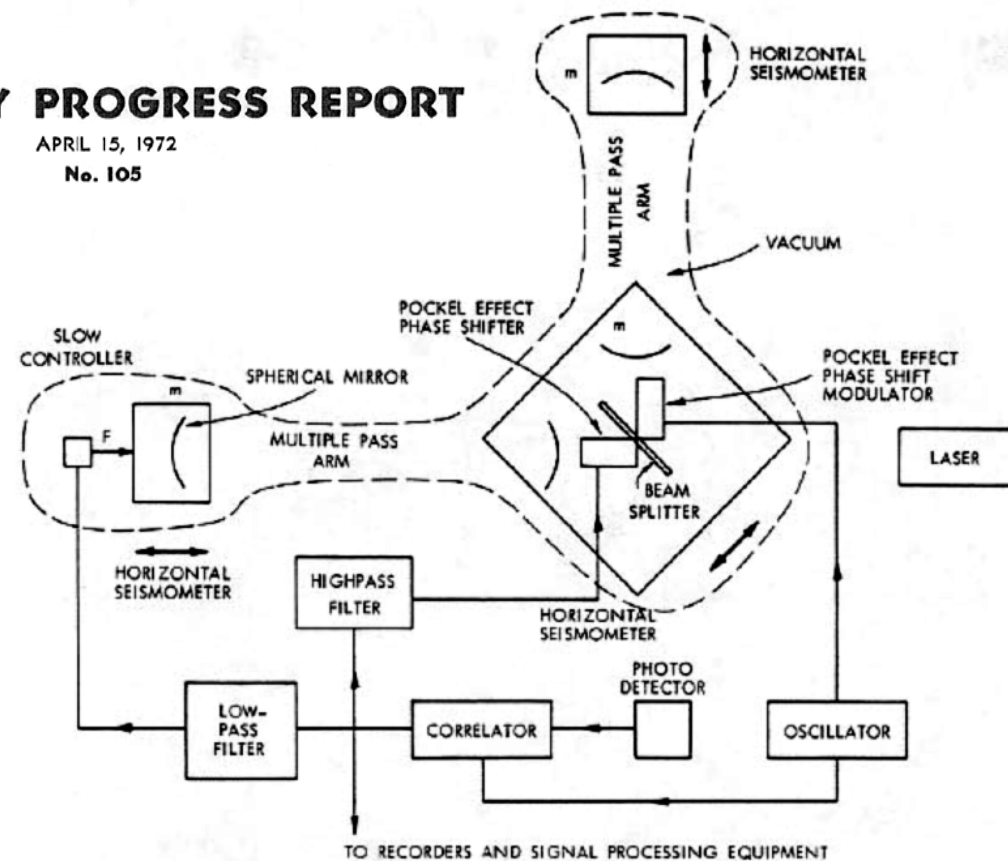 Y PROGRESS REPORT
APRIL 15, 1972
No. 105
m
HORIZONTAL
SEISMOMETER
MULTIPLE PASS
ARM
VACUUM
POCKEL EFFECT
PHASE SHIFTER
m
SLOW
CONTROLLER
SPHERICAL MIRROR
m
F
MULTIPLE PASS
ARM
POCKEL EFFECT
PHASE SHIFT
MODULATOR
LASER
BEAM
SPLITTER
HORIZONTAL
SEISMOMETER
HIGHPASS
FILTER
HORIZONTAL
SEISMOMETER
PHOTO
DETECTOR
LOW-
PASS
FILTER
CORRELATOR
OSCILLATOR
TO RECORDERS AND SIGNAL PROCESSING EQUIPMENT